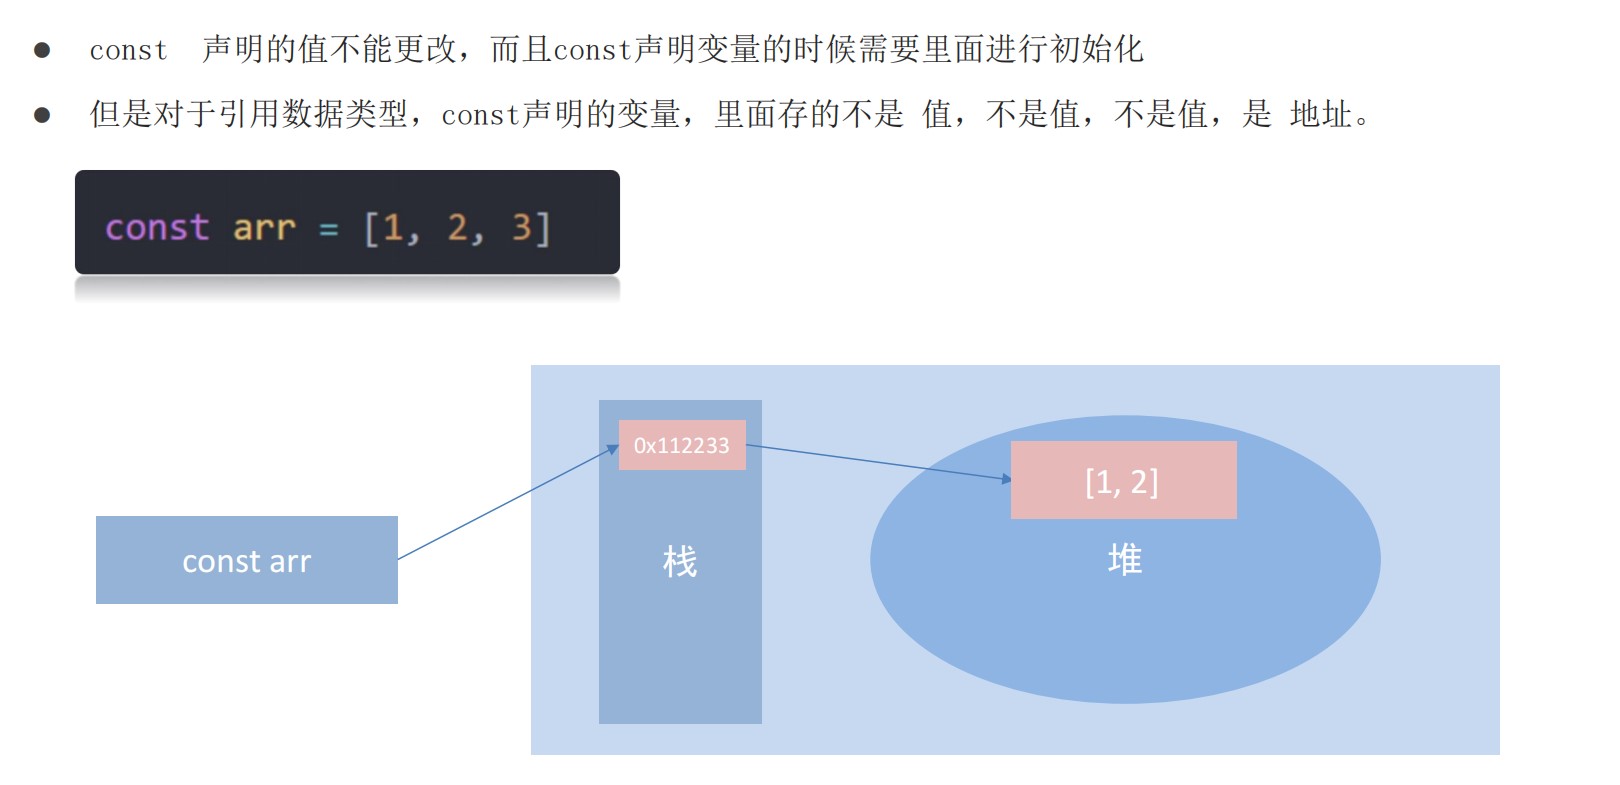 ● const 声明的值不能更改，而且const声明变量的时候需要里面进行初始化
● 但是对于引用数据类型，const声明的变量，里面存的不是 值，不是值，不是值，是 地址。
const arr = [1, 2, 3]
0x112233
[1, 2]
const arr
栈
堆